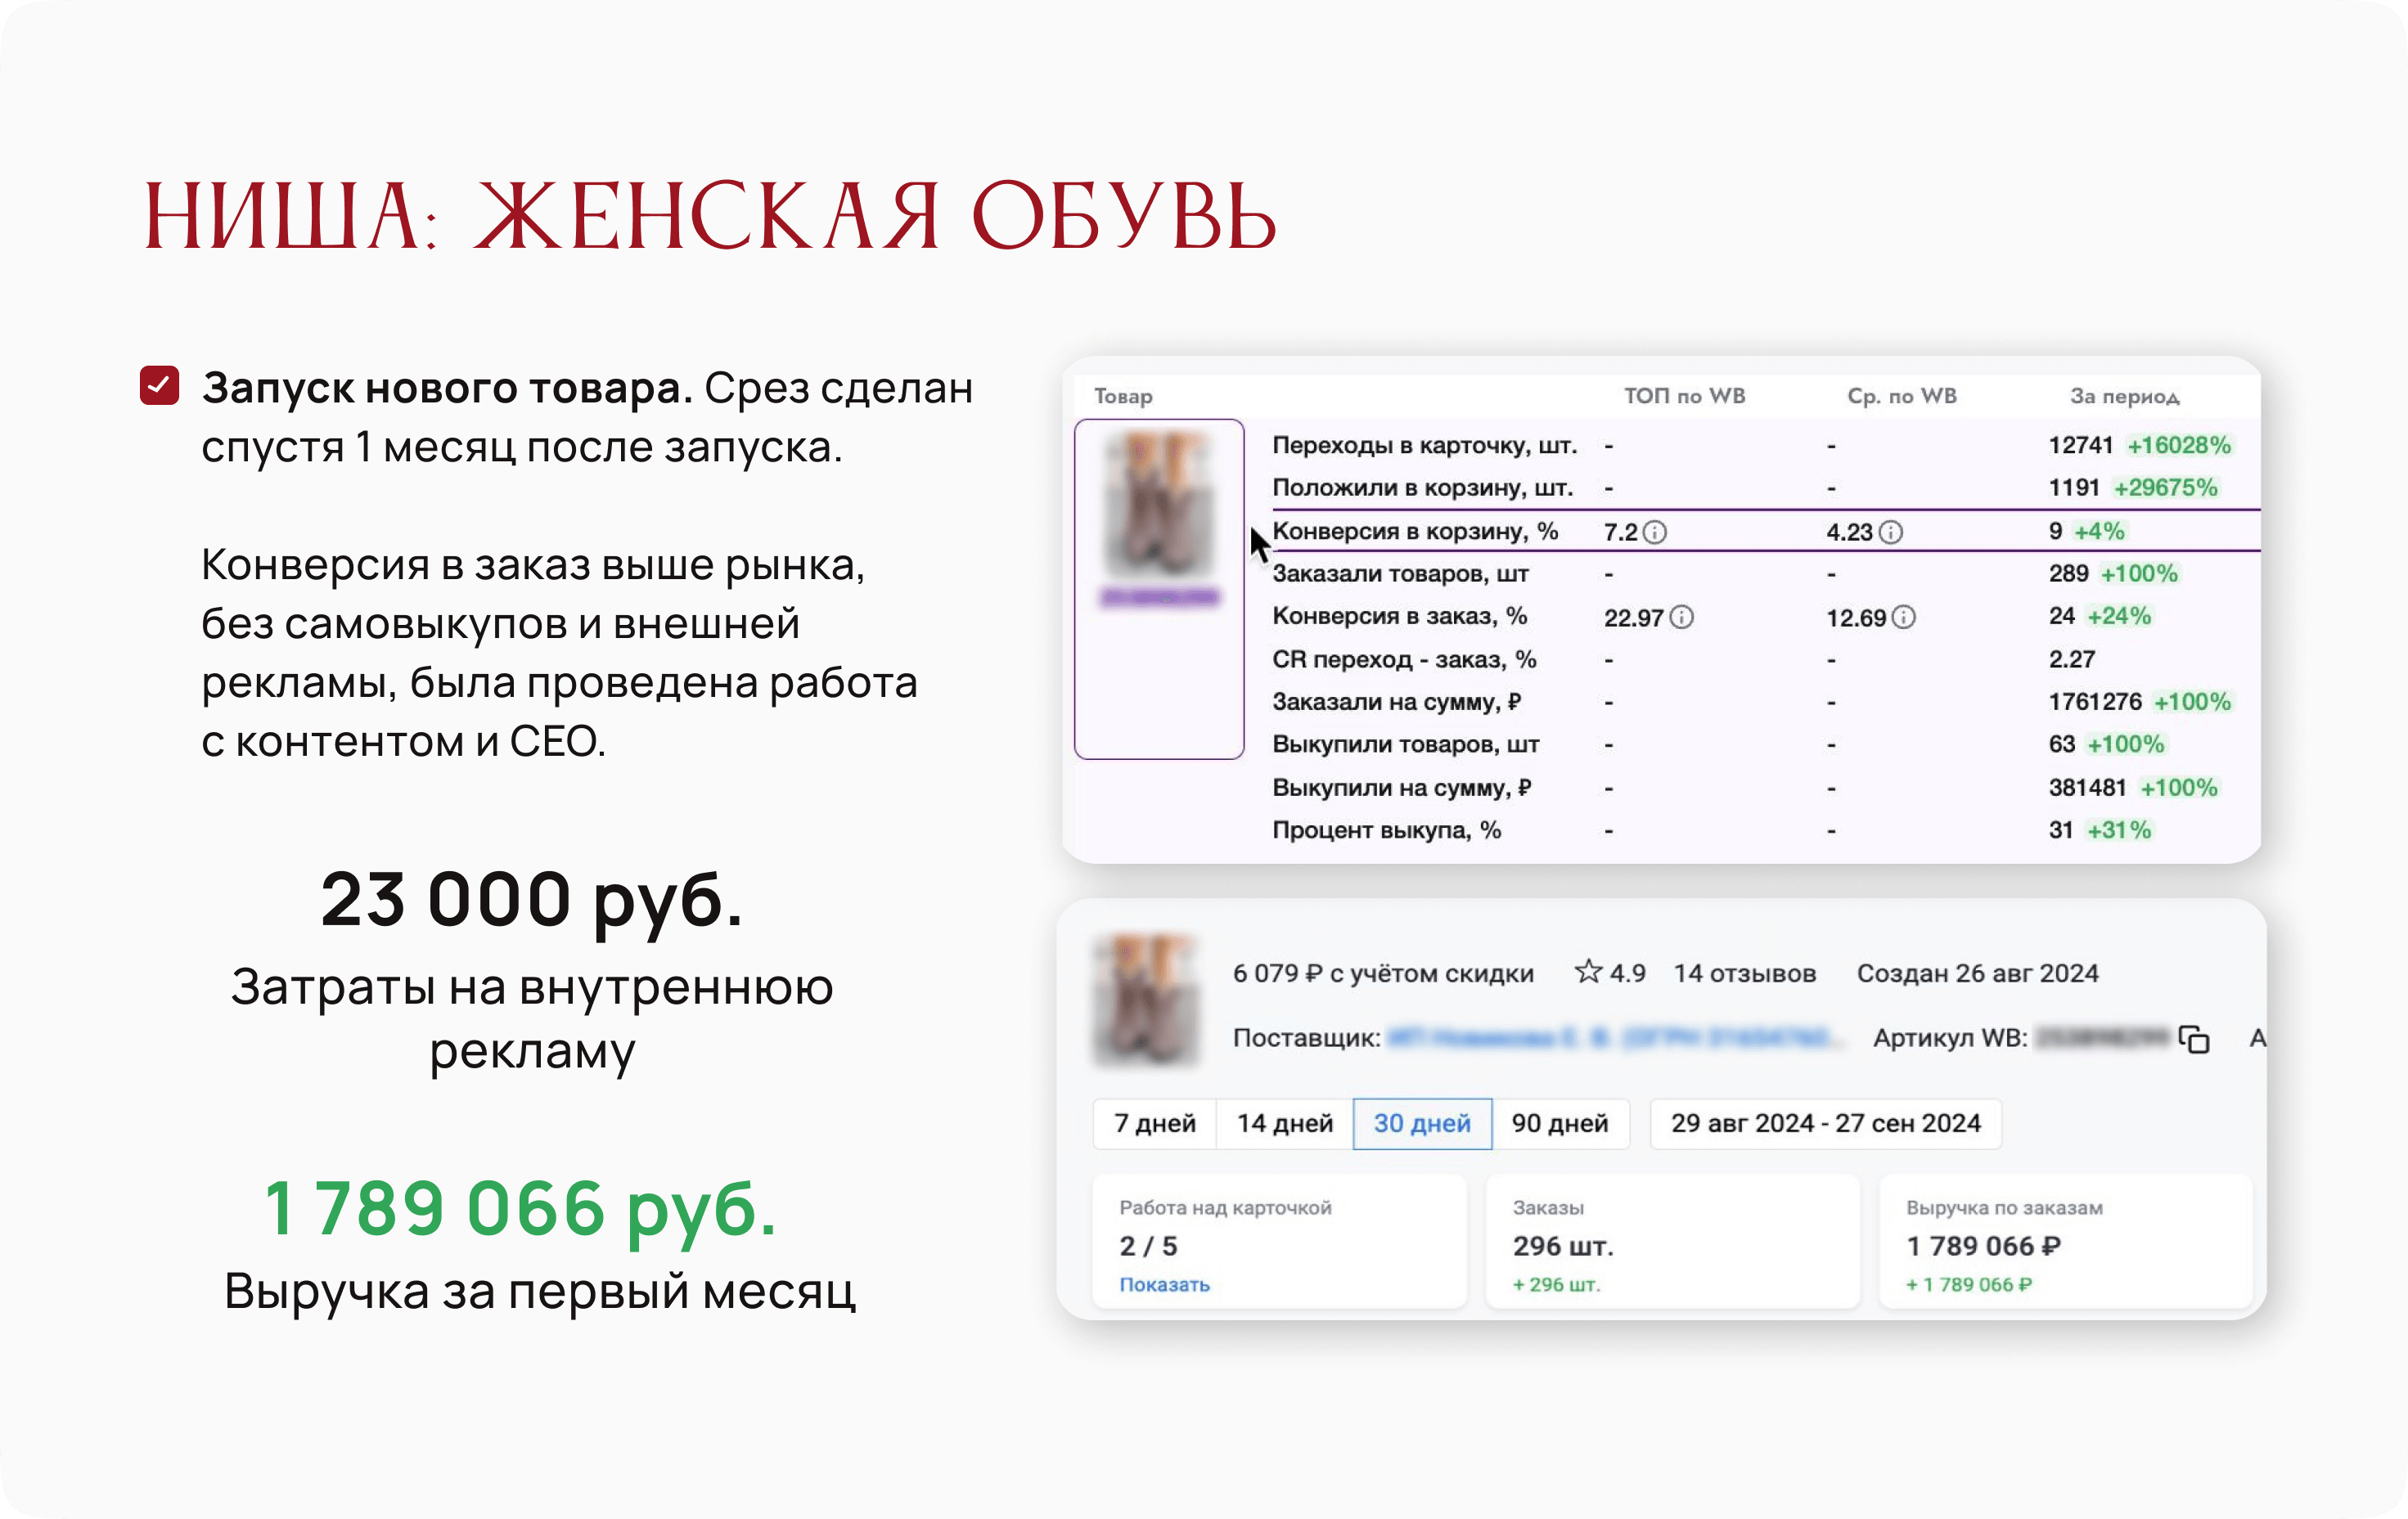 НИША: ЖЕНСКАЯ ОБУВЬ
Запуск нового товара. Срез сделан
спустя 1 месяц после запуска.
Конверсия в заказ выше рынка,
без самовыкупов и внешней
рекламы, была проведена работа
с контентом и СЕО.
23 000 руб.
Затраты на внутреннюю
рекламу
1 789 066 руб.
Выручка за первый месяц
Товар ТОП по WB Ср. по WB За период
Переходы в карточку, шт. - - 12741 +16028%
Положили в корзину, шт. - - 1191 +29675%
Конверсия в корзину, % 7.2 4.23 9 +4%
Заказали товаров, шт - - 289 +100%
Конверсия в заказ, % 22.97 12.69 24 +24%
CR переход - заказ, % - - 2.27
Заказали на сумму, ₽ - - 1761276 +100%
Выкупили товаров, шт - - 63 +100%
Выкупили на сумму, ₽ - - 381481 +100%
Процент выкупа, % - - 31 +31%
6 079 ₽ с учётом скидки 4.9 14 отзывов Создан 26 авг 2024
Поставщик: Артикул WB: А
7 дней 14 дней 30 дней 90 дней 29 авг 2024 - 27 сен 2024
Работа над карточкой Заказы Выручка по заказам
2 / 5 296 шт. 1 789 066 ₽
Показать + 296 шт. + 1 789 066 ₽